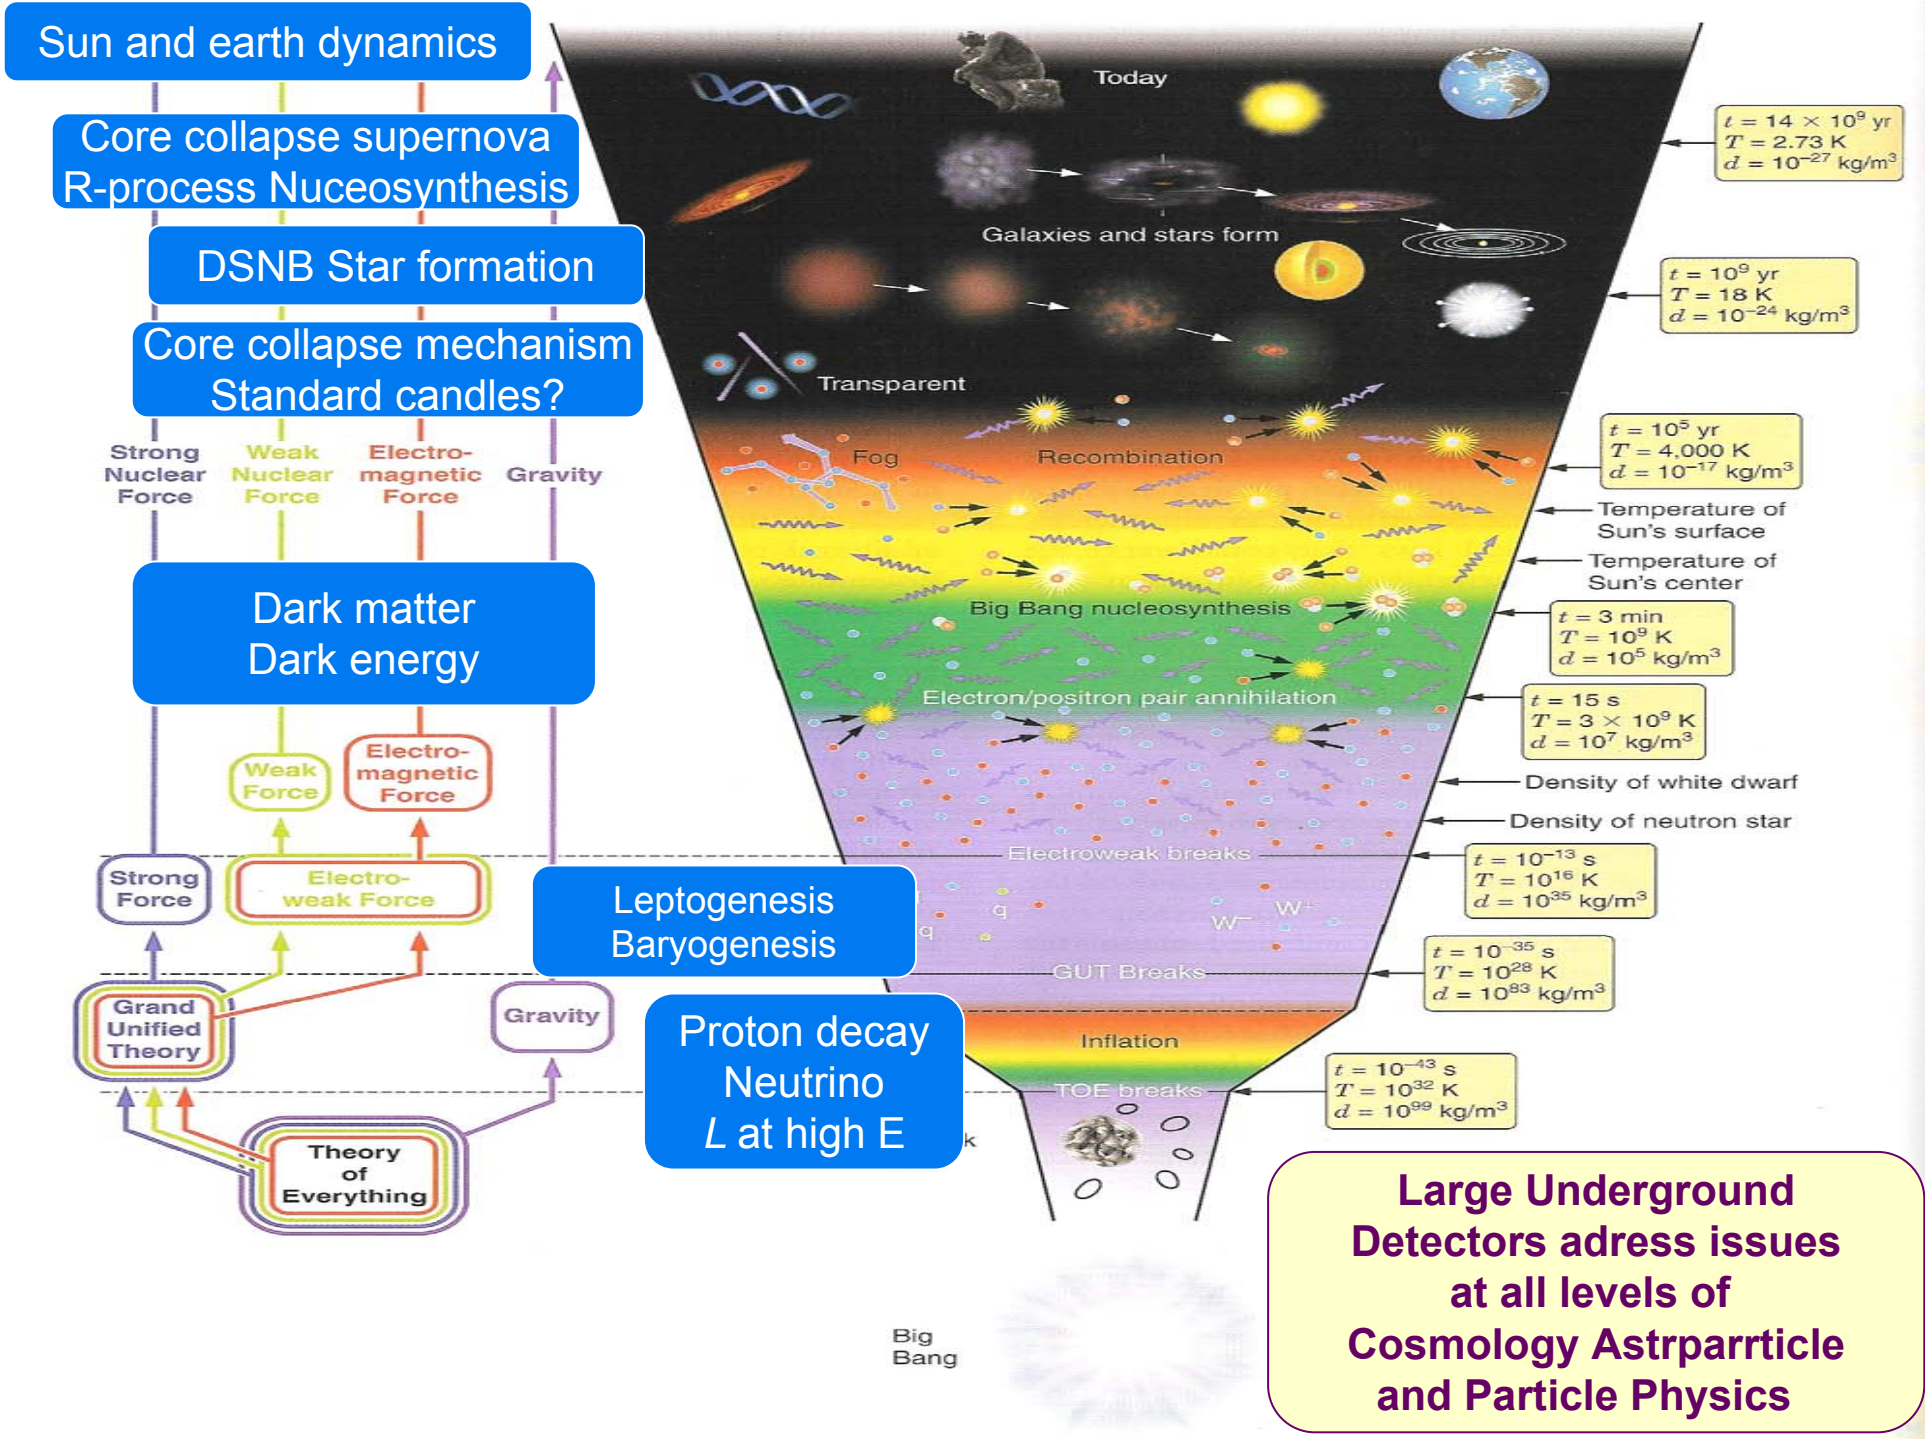 Sun and earth dynamics
Core collapse supernova
R-process Nuceosynthesis
DSNB Star formation
Core collapse mechanism
Standard candles?
Strong
Nuclear
Force
Weak
Nuclear
Force
Electro-
magnetic
Force
Gravity
Dark matter
Dark energy
Weak
Force
Electro-
magnetic
Force
Strong
Force
Electro-
weak Force
Leptogenesis
Baryogenesis
Grand
Unified
Theory
Gravity
Proton decay
Neutrino
L at high E
Theory
of
Everything
Today
Galaxies and stars form
Transparent
Fog
Recombination
Big Bang nucleosynthesis
Electron/positron pair annihilation
Electroweak breaks
q
q
W⁻
W⁺
GUT Breaks
Inflation
TOE breaks
k
Big
Bang
t = 14 × 10⁹ yr
T = 2.73 K
d = 10⁻²⁷ kg/m³
t = 10⁹ yr
T = 18 K
d = 10⁻²⁴ kg/m³
t = 10⁵ yr
T = 4,000 K
d = 10⁻¹⁷ kg/m³
Temperature of
Sun's surface
Temperature of
Sun's center
t = 3 min
T = 10⁹ K
d = 10⁵ kg/m³
t = 15 s
T = 3 × 10⁹ K
d = 10⁷ kg/m³
Density of white dwarf
Density of neutron star
t = 10⁻¹³ s
T = 10¹⁶ K
d = 10³⁵ kg/m³
t = 10⁻³⁵ s
T = 10²⁸ K
d = 10⁸³ kg/m³
t = 10⁻⁴³ s
T = 10³² K
d = 10⁹⁹ kg/m³
Large Underground
Detectors adress issues
at all levels of
Cosmology Astrparrticle
and Particle Physics